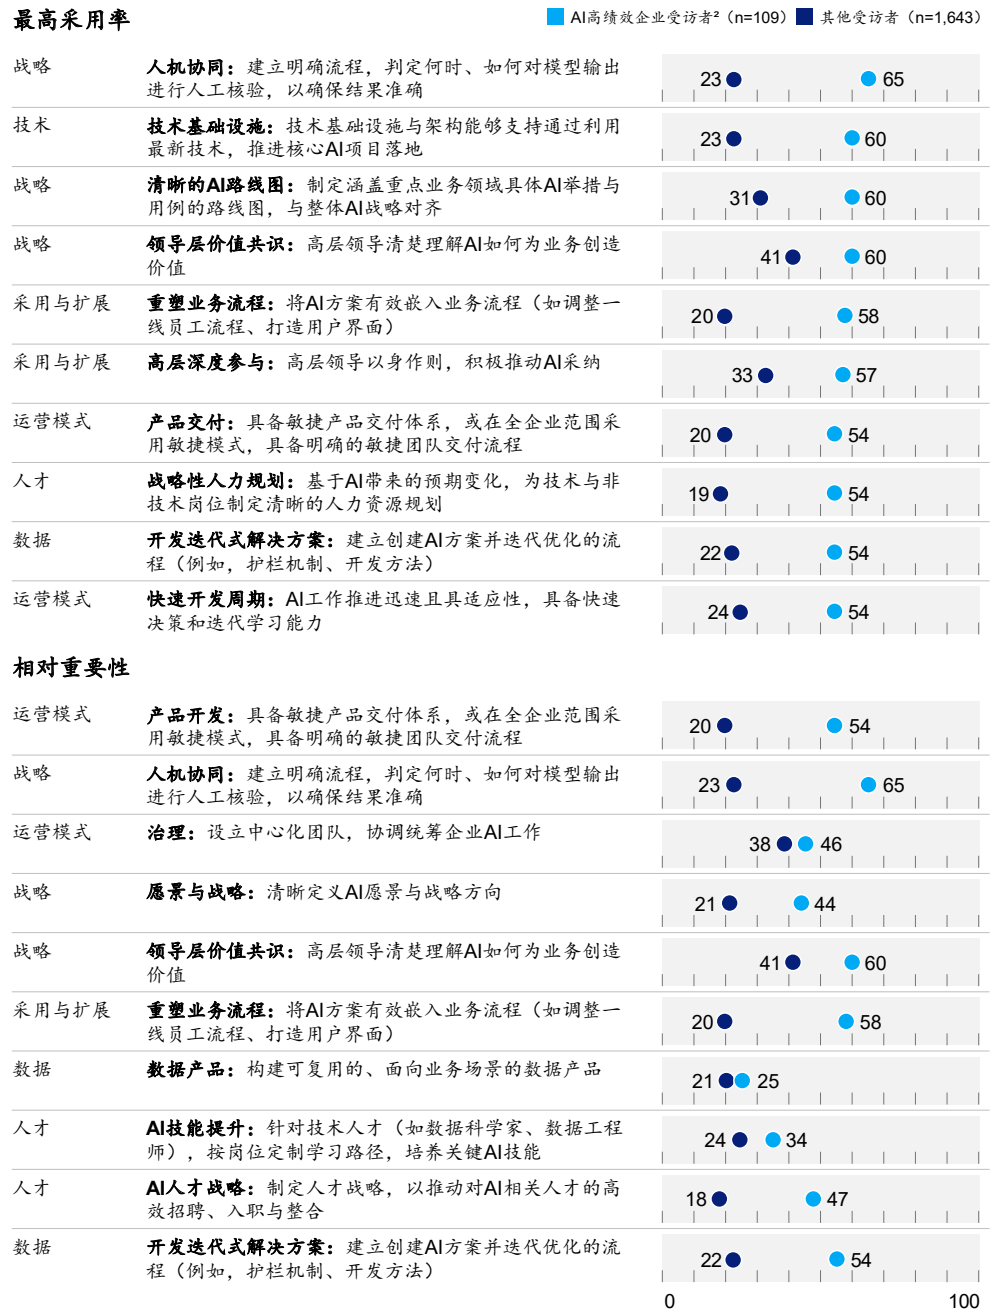 最高采用率
AI高绩效企业受访者²（n=109） 其他受访者（n=1,643）
战略 人机协同：建立明确流程，判定何时、如何对模型输出 23 65
进行人工核验，以确保结果准确
技术 技术基础设施：技术基础设施与架构能够支持通过利用 23 60
最新技术，推进核心AI项目落地
战略 清晰的AI路线图：制定涵盖重点业务领域具体AI举措与 31 60
用例的路线图，与整体AI战略对齐
战略 领导层价值共识：高层领导清楚理解AI如何为业务创造 41 60
价值
采用与扩展 重塑业务流程：将AI方案有效嵌入业务流程（如调整一 20 58
线员工流程、打造用户界面）
采用与扩展 高层深度参与：高层领导以身作则，积极推动AI采纳 33 57
运营模式 产品交付：具备敏捷产品交付体系，或在全企业范围采 20 54
用敏捷模式，具备明确的敏捷团队交付流程
人才 战略性人力规划：基于AI带来的预期变化，为技术与非 19 54
技术岗位制定清晰的人力资源规划
数据 开发迭代式解决方案：建立创建AI方案并迭代优化的流 22 54
程（例如，护栏机制、开发方法）
运营模式 快速开发周期：AI工作推进迅速且具适应性，具备快速 24 54
决策和迭代学习能力
相对重要性
运营模式 产品开发：具备敏捷产品交付体系，或在全企业范围采 20 54
用敏捷模式，具备明确的敏捷团队交付流程
战略 人机协同：建立明确流程，判定何时、如何对模型输出 23 65
进行人工核验，以确保结果准确
运营模式 治理：设立中心化团队，协调统筹企业AI工作 38 46
战略 愿景与战略：清晰定义AI愿景与战略方向 21 44
战略 领导层价值共识：高层领导清楚理解AI如何为业务创造 41 60
价值
采用与扩展 重塑业务流程：将AI方案有效嵌入业务流程（如调整一 20 58
线员工流程、打造用户界面）
数据 数据产品：构建可复用的、面向业务场景的数据产品 21 25
人才 AI技能提升：针对技术人才（如数据科学家、数据工程 24 34
师），按岗位定制学习路径，培养关键AI技能
人才 AI人才战略：制定人才战略，以推动对AI相关人才的高 18 47
效招聘、入职与整合
数据 开发迭代式解决方案：建立创建AI方案并迭代优化的流 22 54
程（例如，护栏机制、开发方法）
0 100